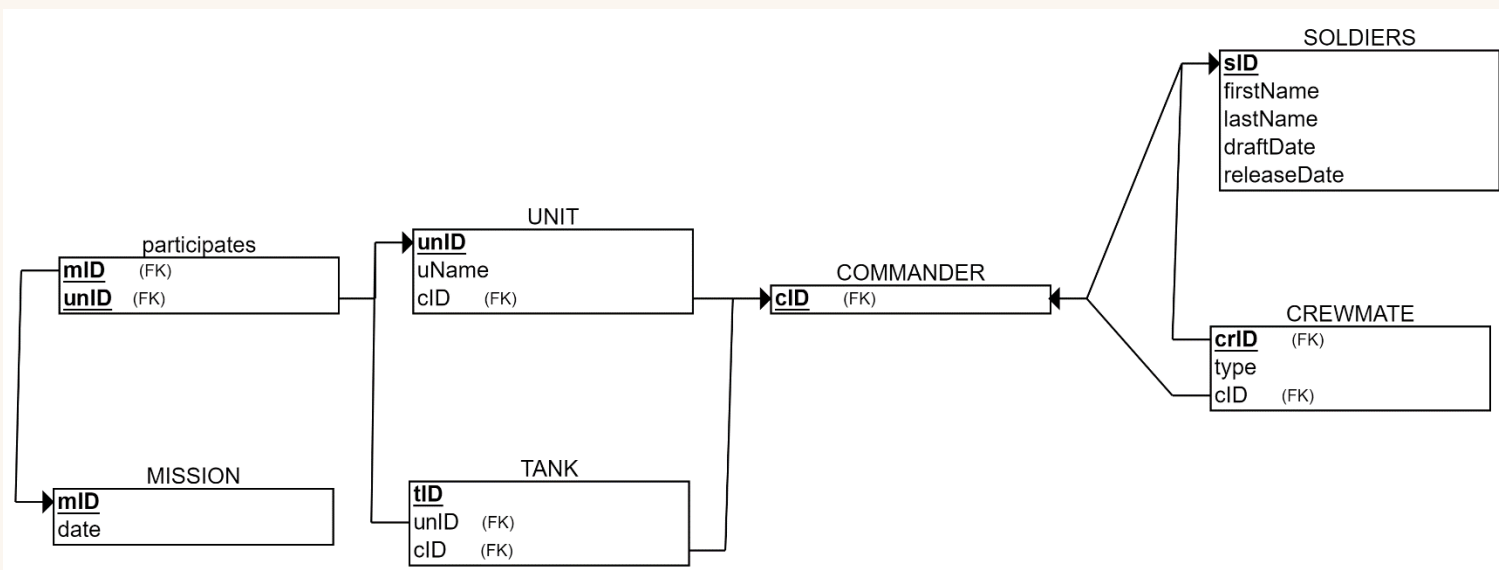 SOLDIERS
sID
firstName
lastName
draftDate
releaseDate
UNIT
unID
uName
cID (FK)
participates
mID (FK)
unID (FK)
COMMANDER
cID (FK)
CREWMATE
crID (FK)
type
cID (FK)
MISSION
mID
date
TANK
tID
unID (FK)
cID (FK)